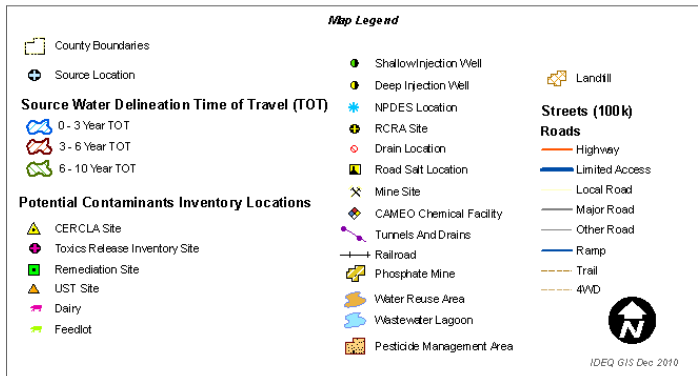 Map Legend
County Boundaries
Source Location
Source Water Delineation Time of Travel (TOT)
0 - 3 Year TOT
3 - 6 Year TOT
6 - 10 Year TOT
Potential Contaminants Inventory Locations
CERCLA Site
Toxics Release Inventory Site
Remediation Site
UST Site
Dairy
Feedlot
Shallow Injection Well
Deep Injection Well
NPDES Location
RCRA Site
Drain Location
Road Salt Location
Mine Site
CAMEO Chemical Facility
Tunnels And Drains
Railroad
Phosphate Mine
Water Reuse Area
Wastewater Lagoon
Pesticide Management Area
Landfill
Streets (100k)
Roads
Highway
Limited Access
Local Road
Major Road
Other Road
Ramp
Trail
4WD
N
IDEQ GIS Dec 2010